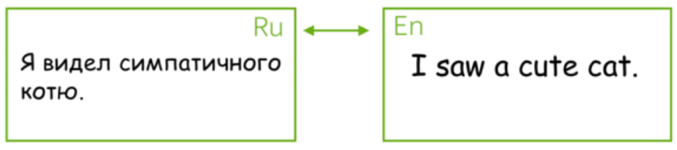 Ru
Я видел симпатичного
котю.
En
I saw a cute cat.